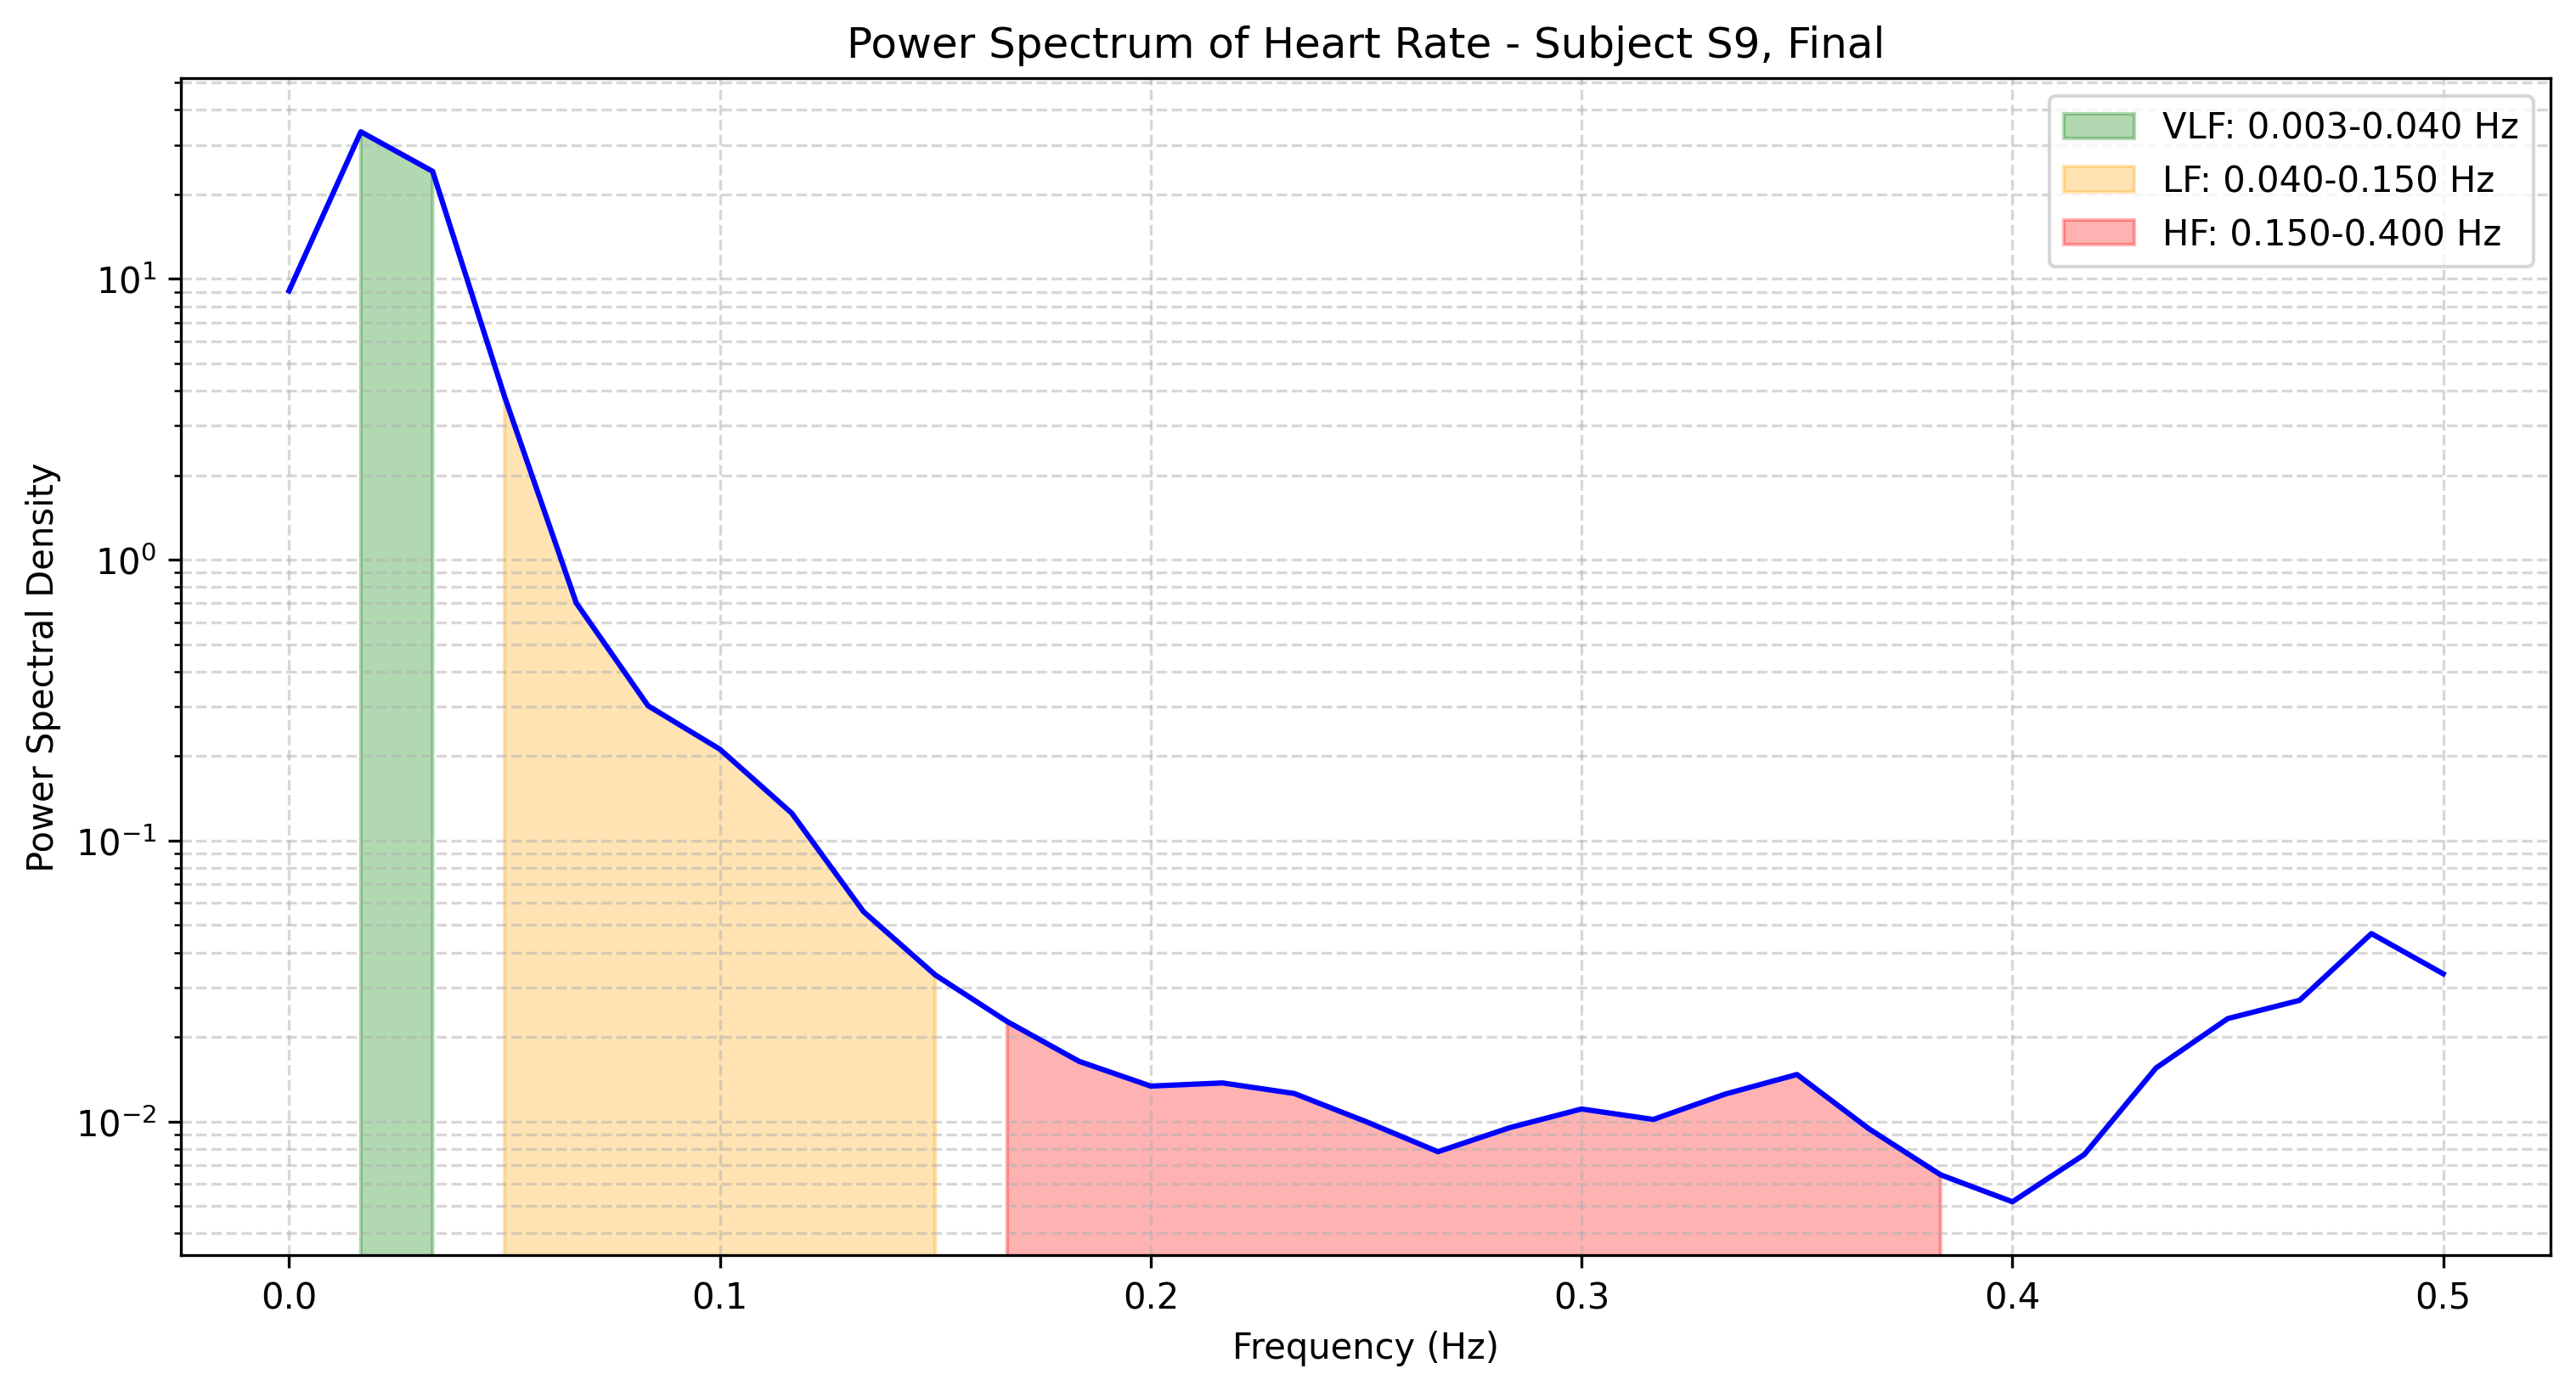 Power Spectrum of Heart Rate - Subject S9, Final
VLF: 0.003-0.040 Hz
LF: 0.040-0.150 Hz
HF: 0.150-0.400 Hz
Power Spectral Density
10¹
10⁰
10⁻¹
10⁻²
0.0 0.1 0.2 0.3 0.4 0.5
Frequency (Hz)